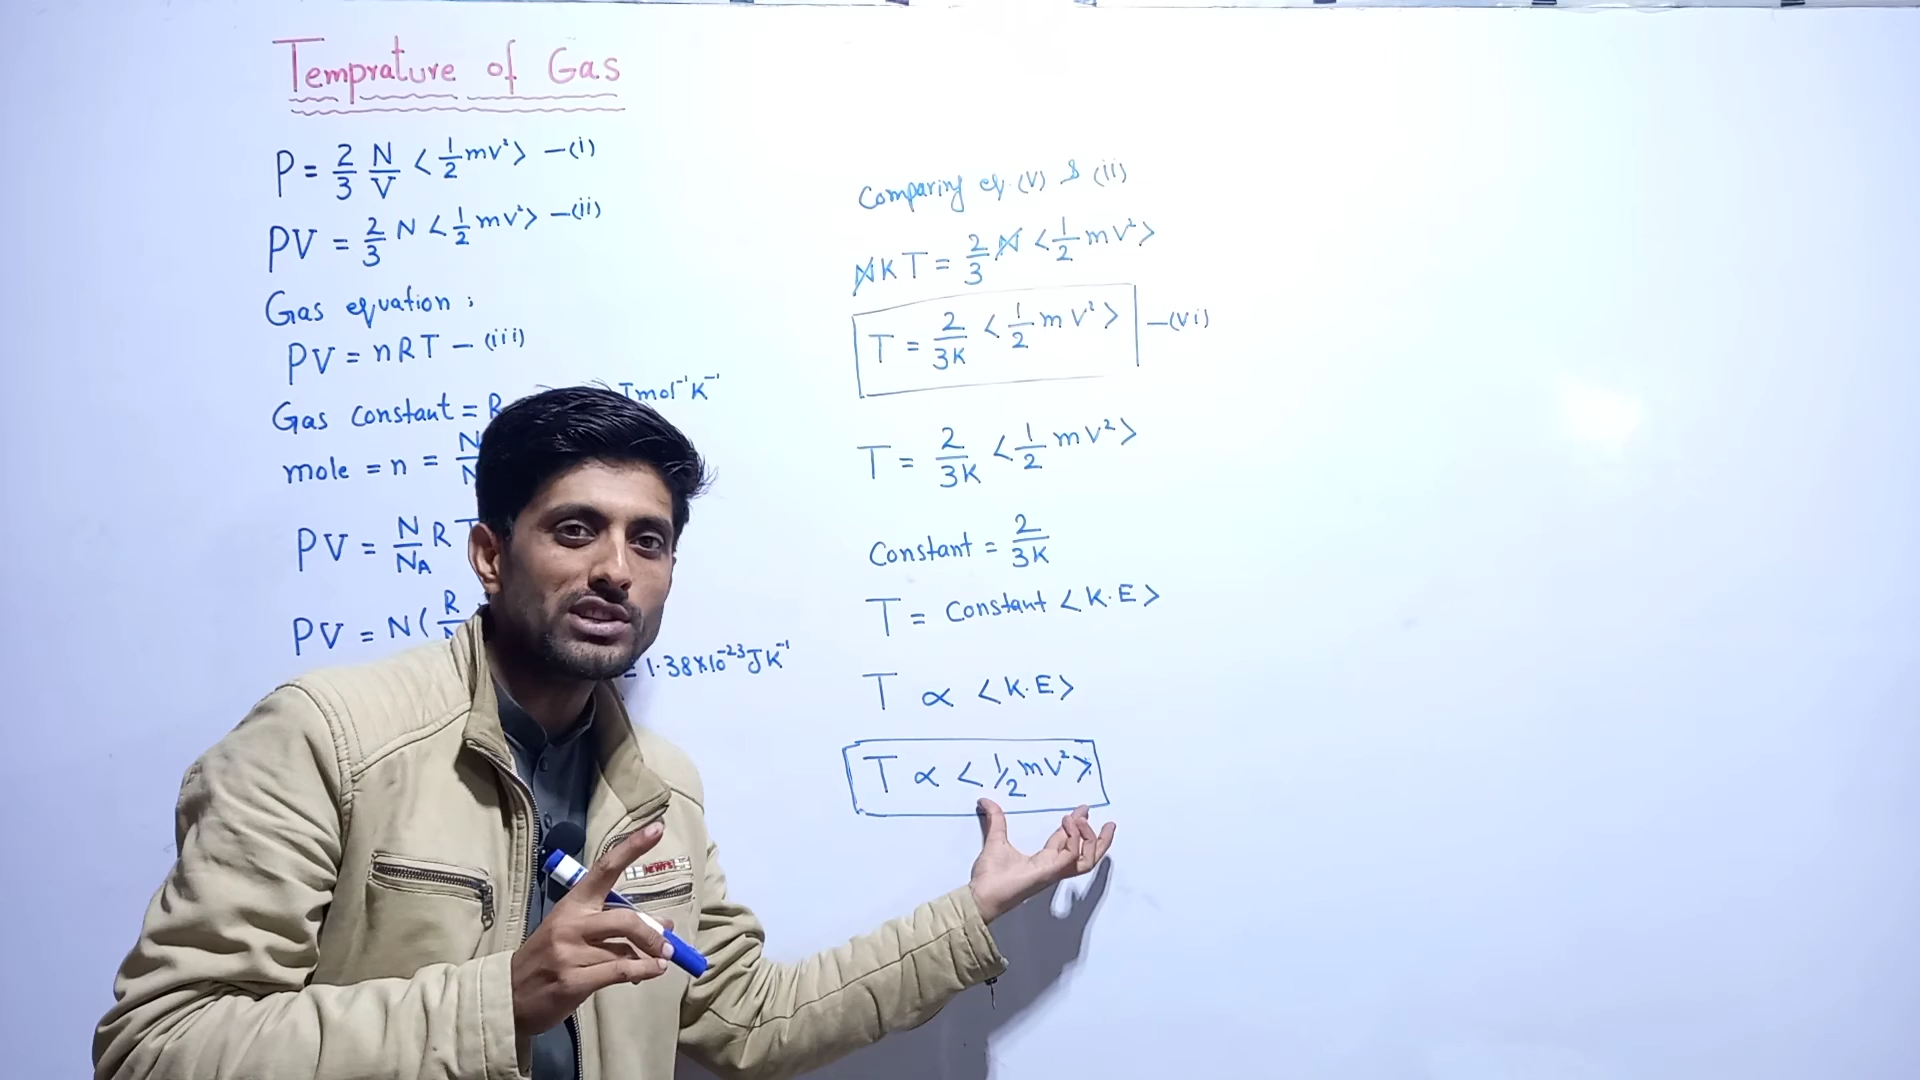 Temprature of Gas
P = 2/3 N/V <1/2 mv²> —(i)
PV = 2/3 N <1/2 mv²> —(ii)
Gas equation :
PV = nRT — (iii)
Gas constant = R
Jmol⁻¹K⁻¹
mole = n = N
PV = N/N_A R T
PV = N(R
= 1.38×10⁻²³JK⁻¹
Comparing eq. (V) & (ii)
NKT = 2/3 N <1/2 mv²>
T = 2/3K <1/2 mv²> —(vi)
T = 2/3K <1/2 mv²>
Constant = 2/3K
T = Constant <K.E>
T ∝ <K.E>
T ∝ <1/2 mv²>
NEWFS